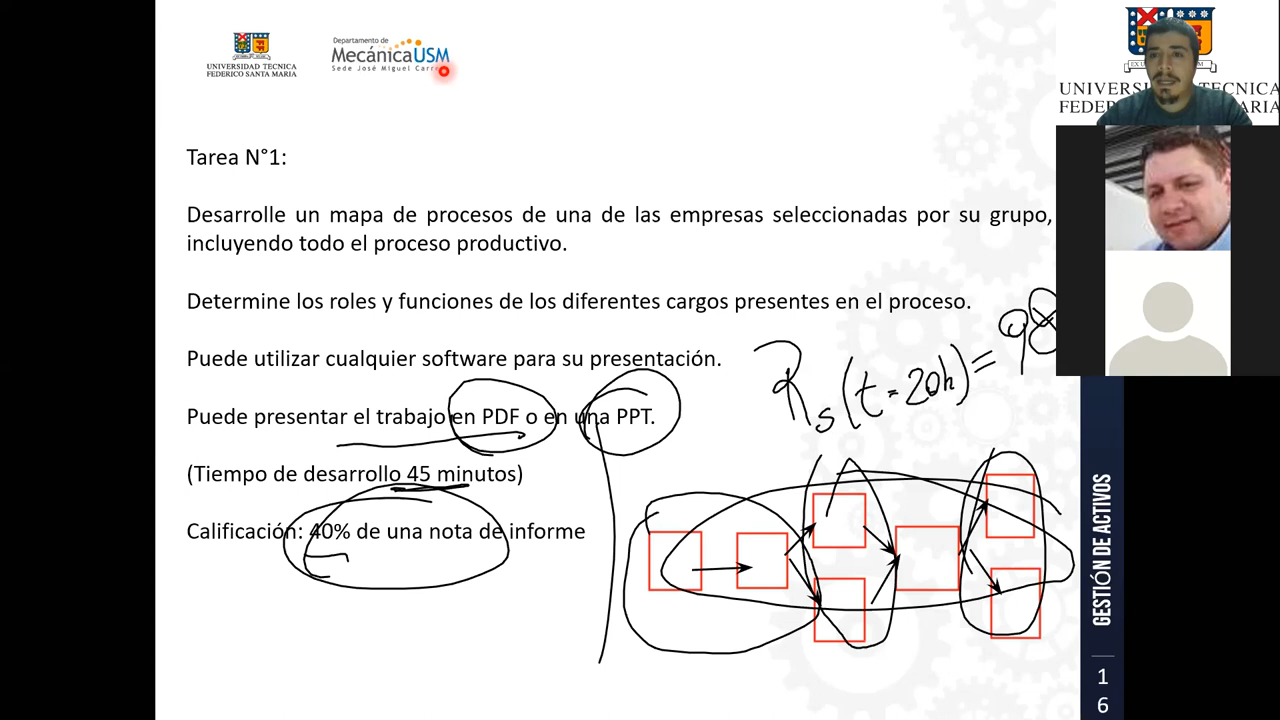 UNIVERSIDAD TECNICA
FEDERICO SANTA MARIA
Departamento de
MecánicaUSM
Sede José Miguel
Tarea N°1:
Desarrolle un mapa de procesos de una de las empresas seleccionadas por su grupo,
incluyendo todo el proceso productivo.
Determine los roles y funciones de los diferentes cargos presentes en el proceso.
Puede utilizar cualquier software para su presentación.
Puede presentar el trabajo en PDF o en una PPT.
(Tiempo de desarrollo 45 minutos)
Calificación: 40% de una nota de informe
Rs(t=20h)=98
GESTIÓN DE ACTIVOS
1
6